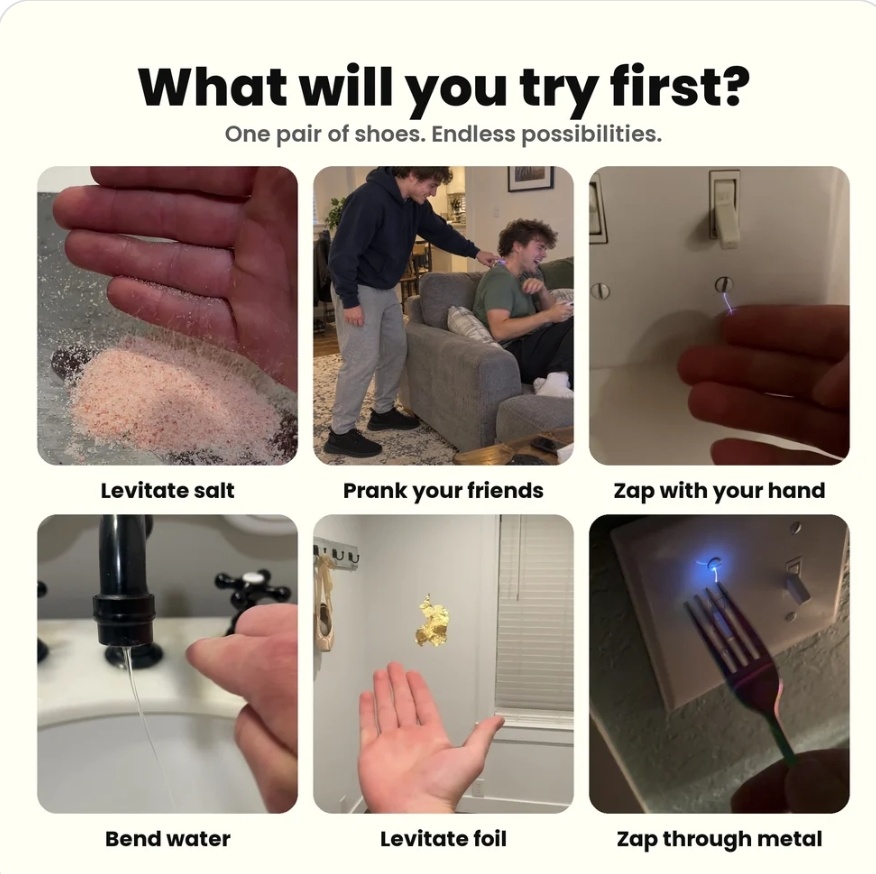 What will you try first?
One pair of shoes. Endless possibilities.
Levitate salt
Prank your friends
Zap with your hand
Bend water
Levitate foil
Zap through metal